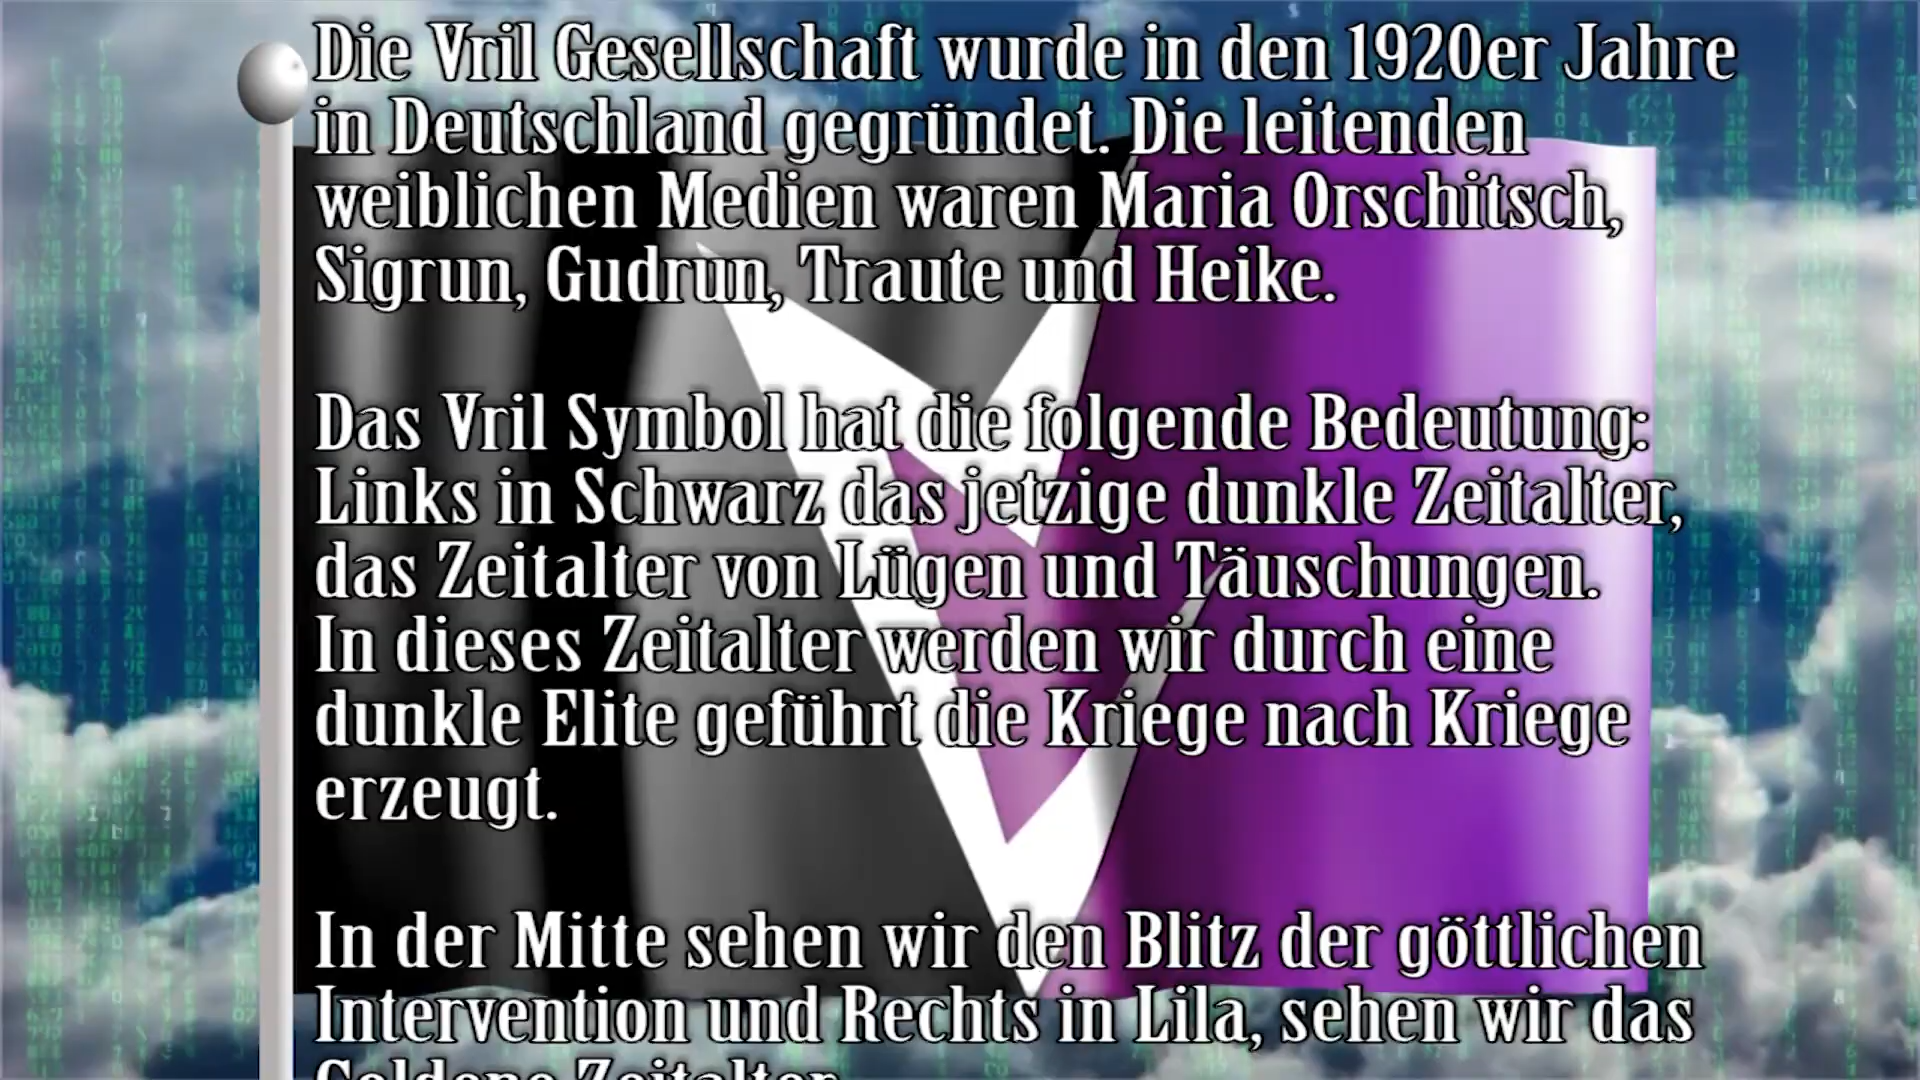 Die Vril Gesellschaft wurde in den 1920er Jahre
in Deutschland gegründet. Die leitenden
weiblichen Medien waren Maria Orschitsch,
Sigrun, Gudrun, Traute und Heike.
Das Vril Symbol hat die folgende Bedeutung:
Links in Schwarz das jetzige dunkle Zeitalter,
das Zeitalter von Lügen und Täuschungen.
In dieses Zeitalter werden wir durch eine
dunkle Elite geführt die Kriege nach Kriege
erzeugt.
In der Mitte sehen wir den Blitz der göttlichen
Intervention und Rechts in Lila, sehen wir das
Goldene Zeitalter